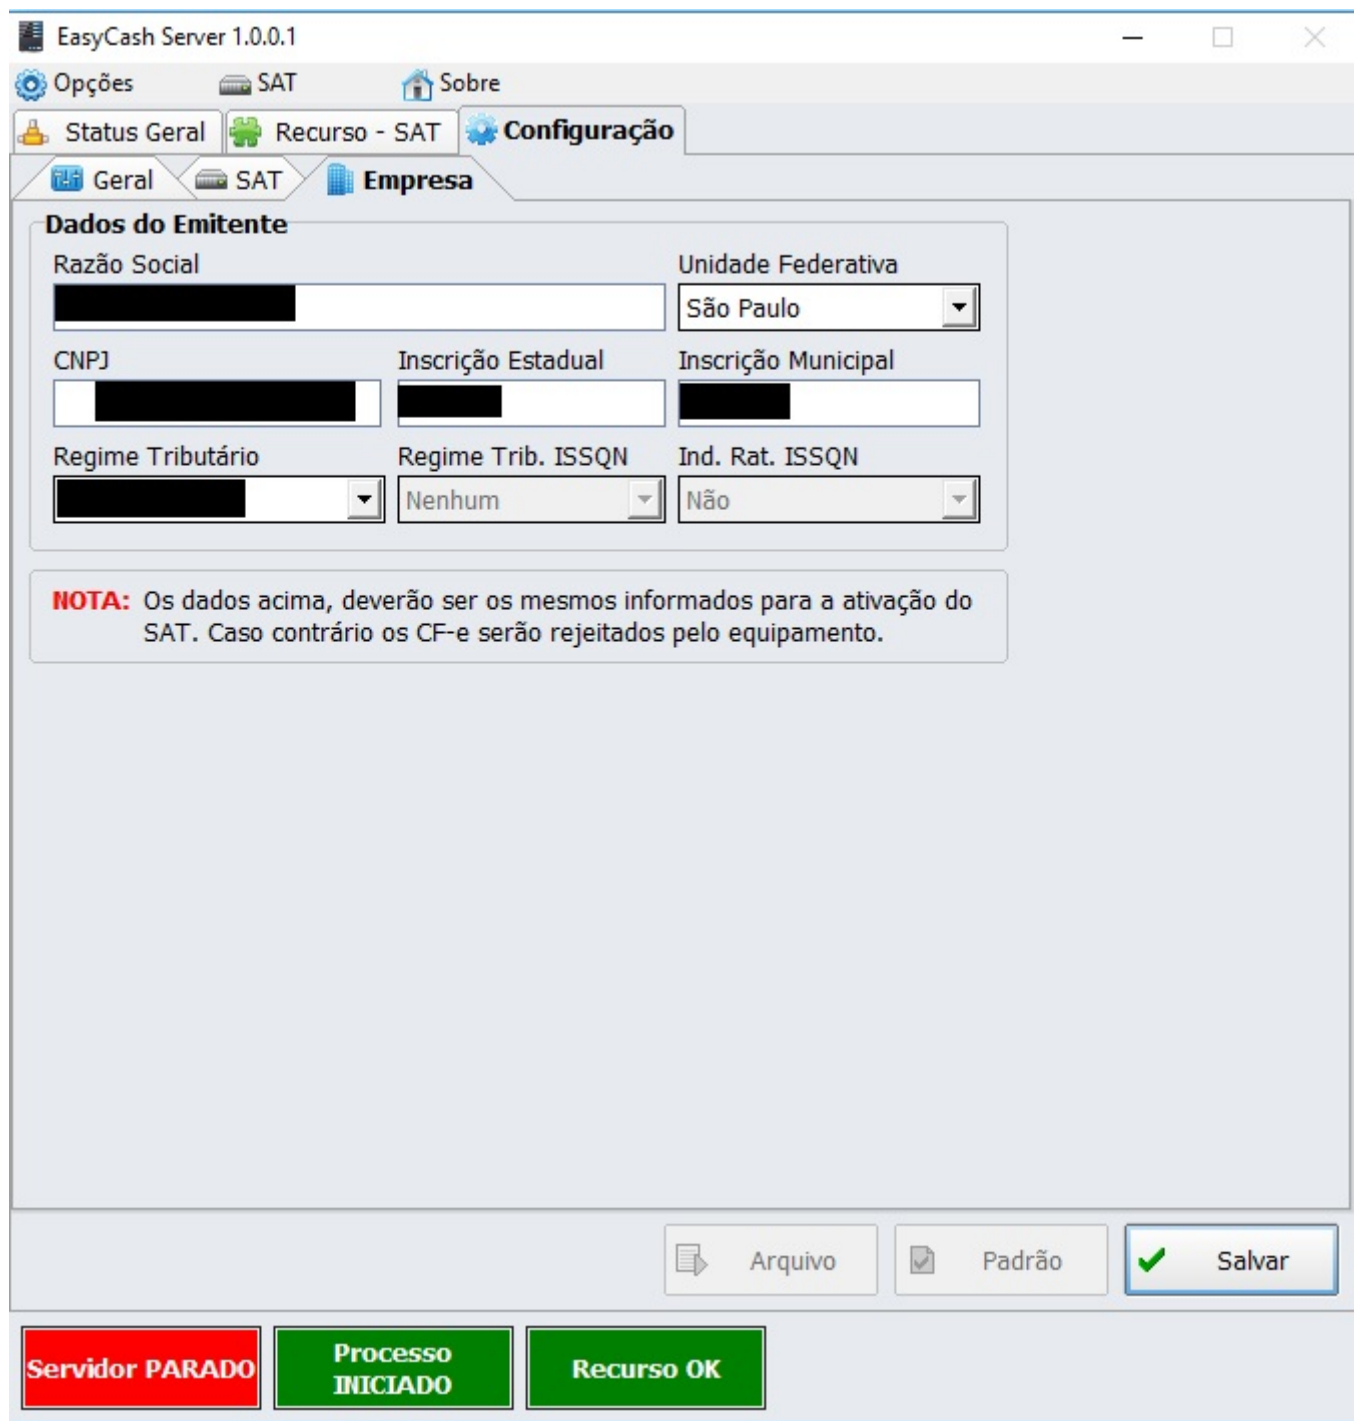 EasyCash Server 1.0.0.1
Opções SAT Sobre
Status Geral Recurso - SAT Configuração
Geral SAT Empresa
Dados do Emitente
Razão Social Unidade Federativa
São Paulo
CNPJ Inscrição Estadual Inscrição Municipal
Regime Tributário Regime Trib. ISSQN Ind. Rat. ISSQN
Nenhum Não
NOTA: Os dados acima, deverão ser os mesmos informados para a ativação do
SAT. Caso contrário os CF-e serão rejeitados pelo equipamento.
Arquivo Padrão Salvar
Servidor PARADO Processo INICIADO Recurso OK